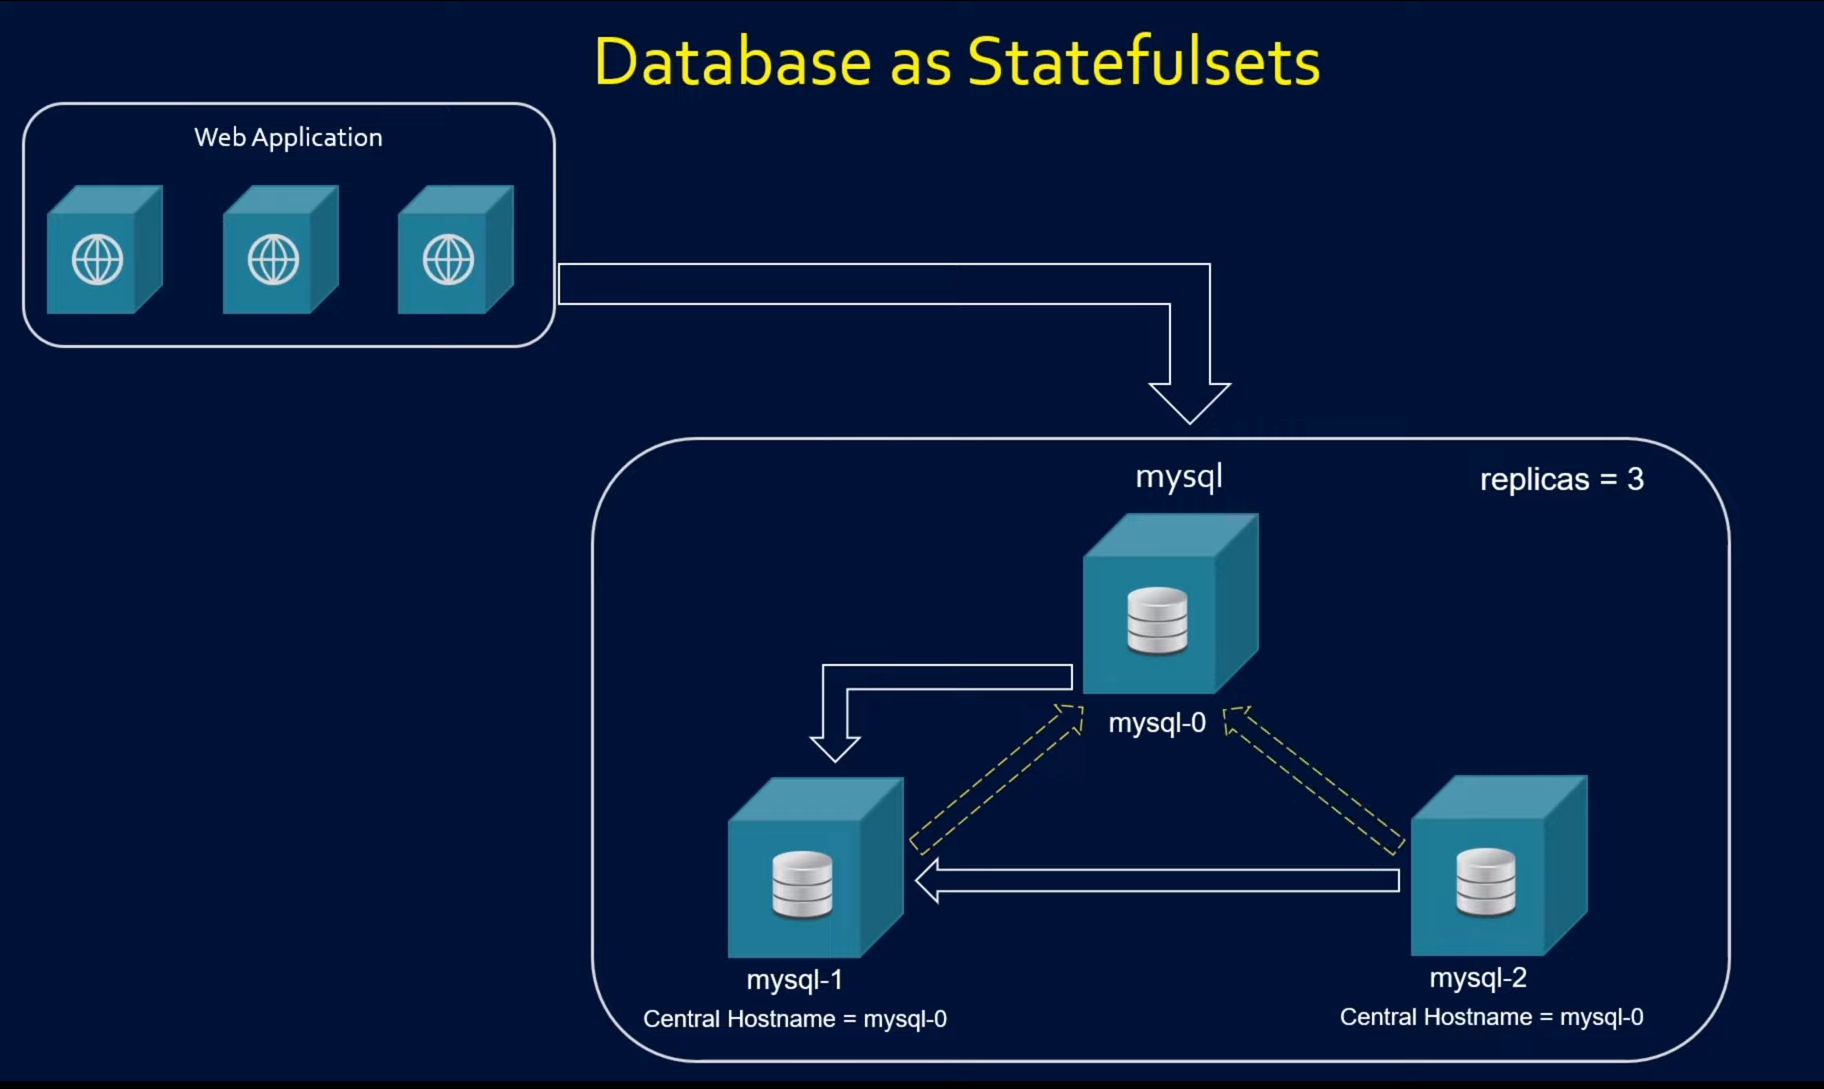 Database as Statefulsets
Web Application
mysql
replicas = 3
mysql-0
mysql-1
Central Hostname = mysql-0
mysql-2
Central Hostname = mysql-0